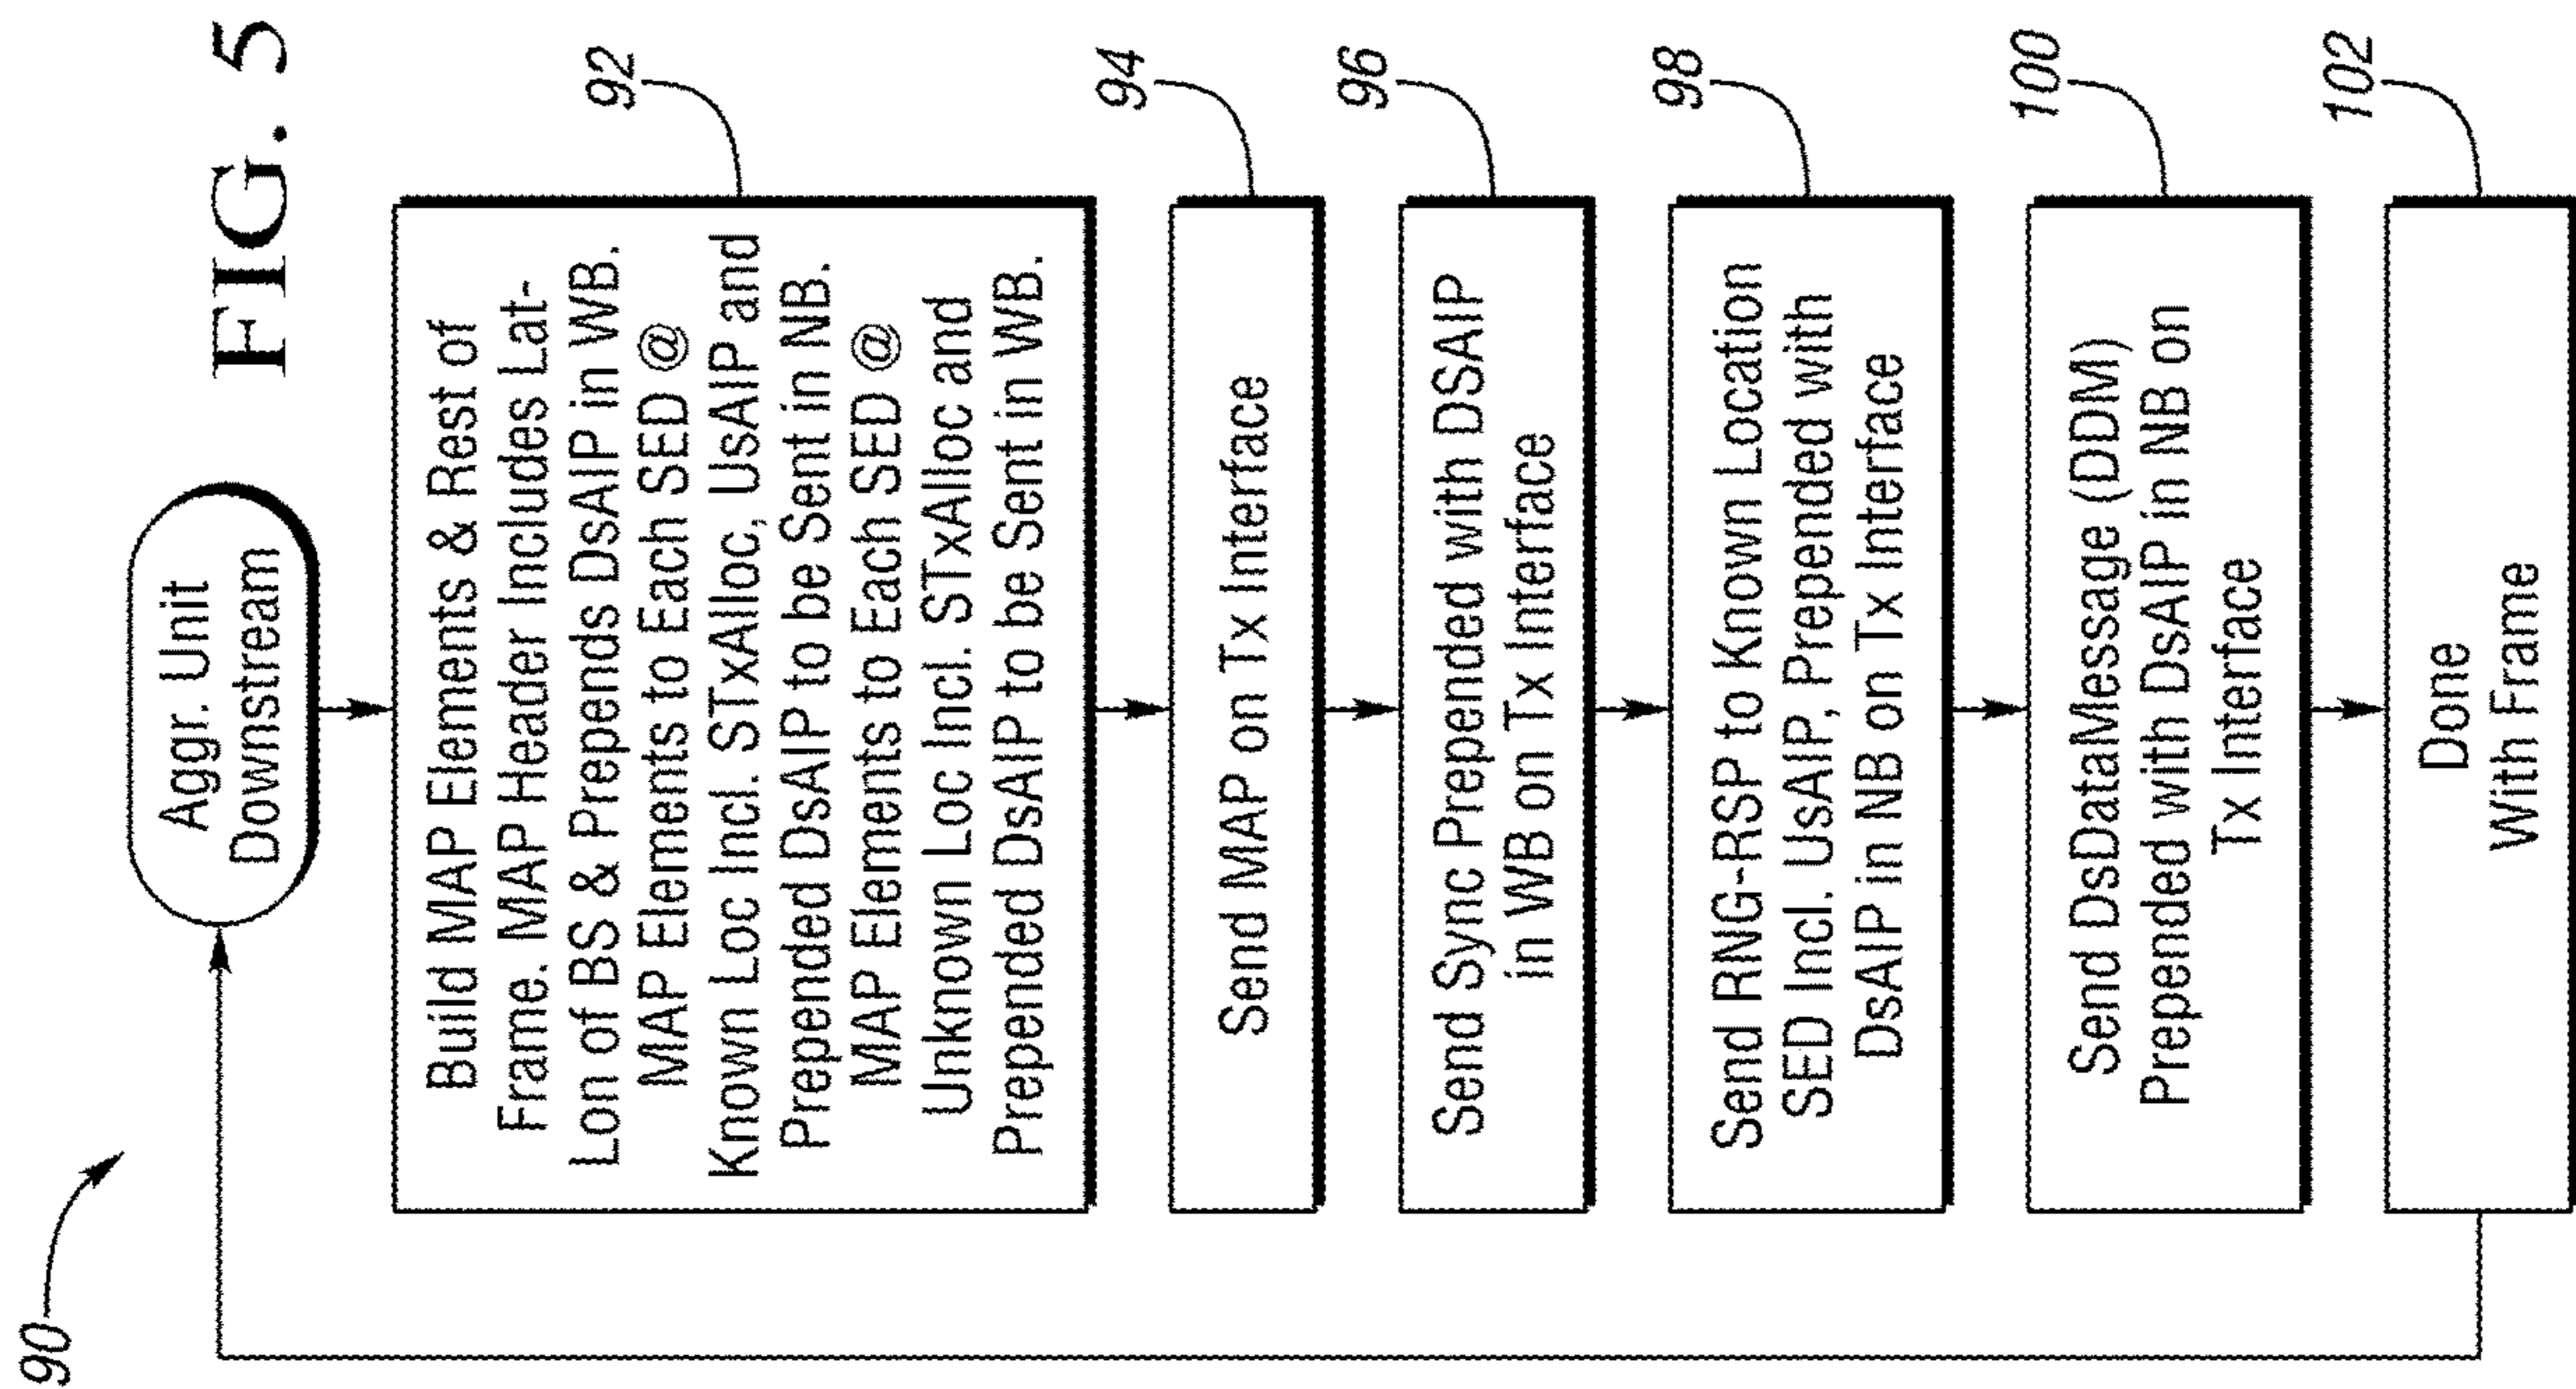 FIG. 5
90
Aggr. Unit
Downstream
92
Build MAP Elements & Rest of
Frame. MAP Header Includes Lat-
Lon of BS & Prepends DsAIP in WB.
MAP Elements to Each SED @
Known Loc Incl. STxAlloc, UsAIP and
Prepended DsAIP to be Sent in NB.
MAP Elements to Each SED @
Unknown Loc Incl. STxAlloc and
Prepended DsAIP to be Sent in WB.
94
Send MAP on Tx Interface
96
Send Sync Prepended with DSAIP
in WB on Tx Interface
98
Send RNG-RSP to Known Location
SED Incl. UsAIP, Prepended with
DsAIP in NB on Tx Interface
100
Send DsDataMessage (DDM)
Prepended with DsAIP in NB on
Tx Interface
102
Done
With Frame